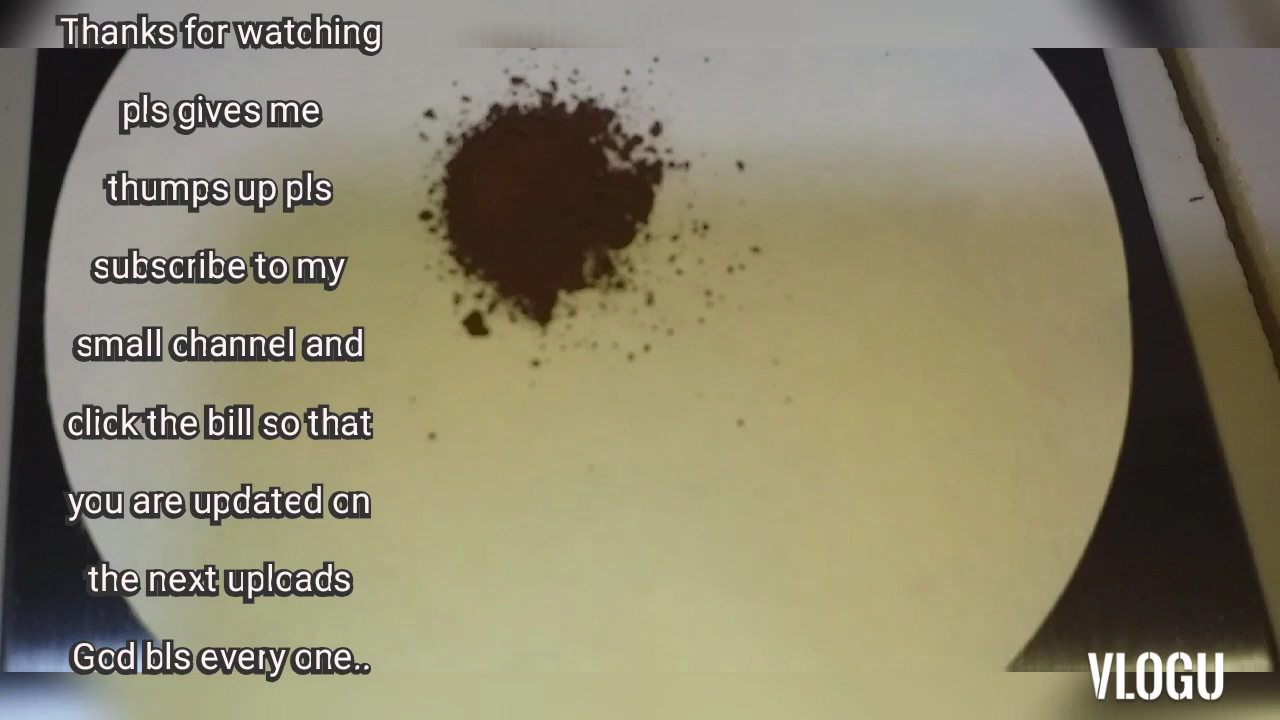 Thanks for watching
pls gives me
thumps up pls
subscribe to my
small channel and
click the bill so that
you are updated on
the next uploads
God bls every one..
VLOGU